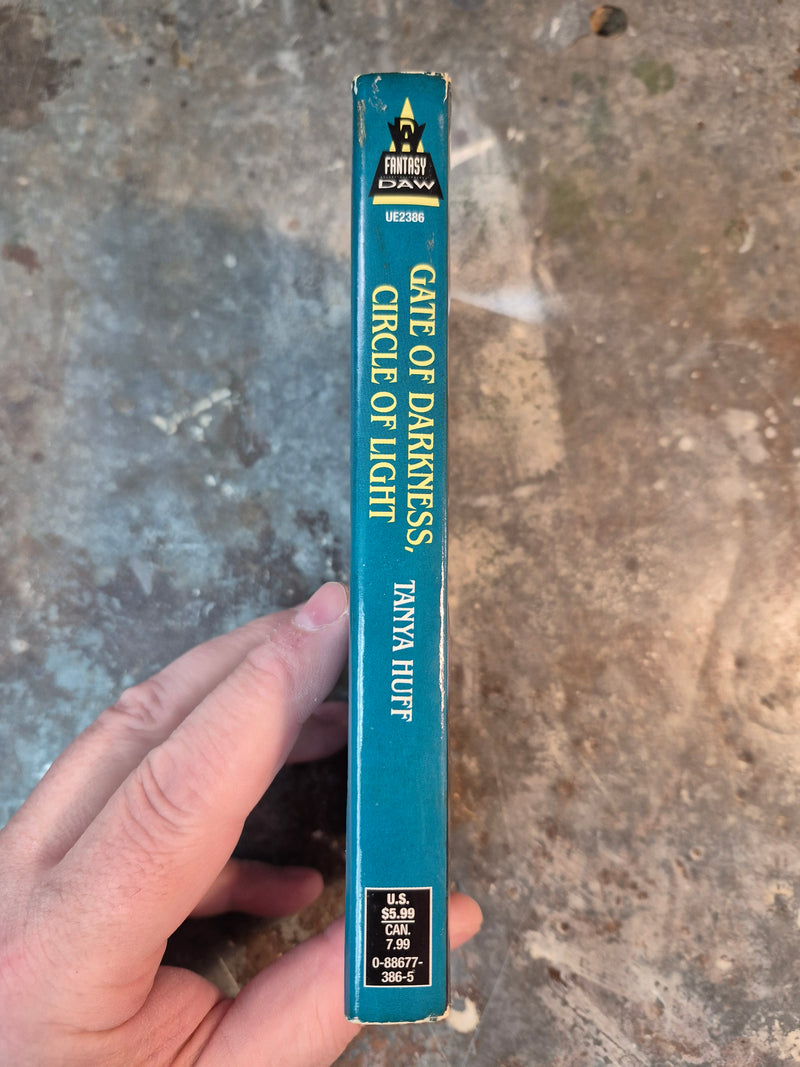 FANTASY
DAW
UE2386
GATE OF DARKNESS,
CIRCLE OF LIGHT
TANYA HUFF
U.S.
$5.99
CAN.
7.99
0-88677-
386-5